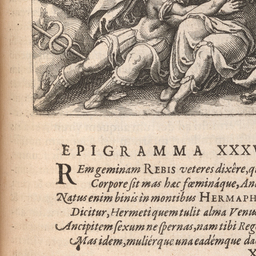 EPIGRAMMA XXXV
REm geminam REBIS veteres dixêre, q
Corpore sit mas hac fœmináque, An
Natus enim binis in montibus HERMAPH
Dicitur, Hermeti quem tulit alma Venu
Ancipitem sexum ne spernas, nam tibi Reg
Mas idem, muliérque una eadémque da